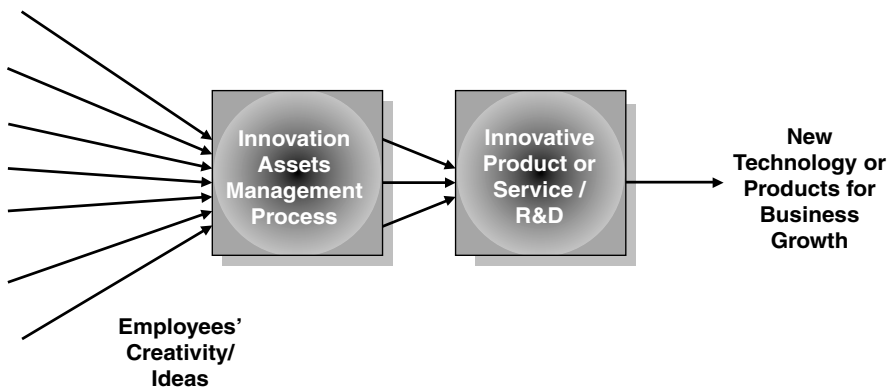 Innovation
Assets
Management
Process
Innovative
Product or
Service /
R&D
New
Technology or
Products for
Business
Growth
Employees’
Creativity/
Ideas